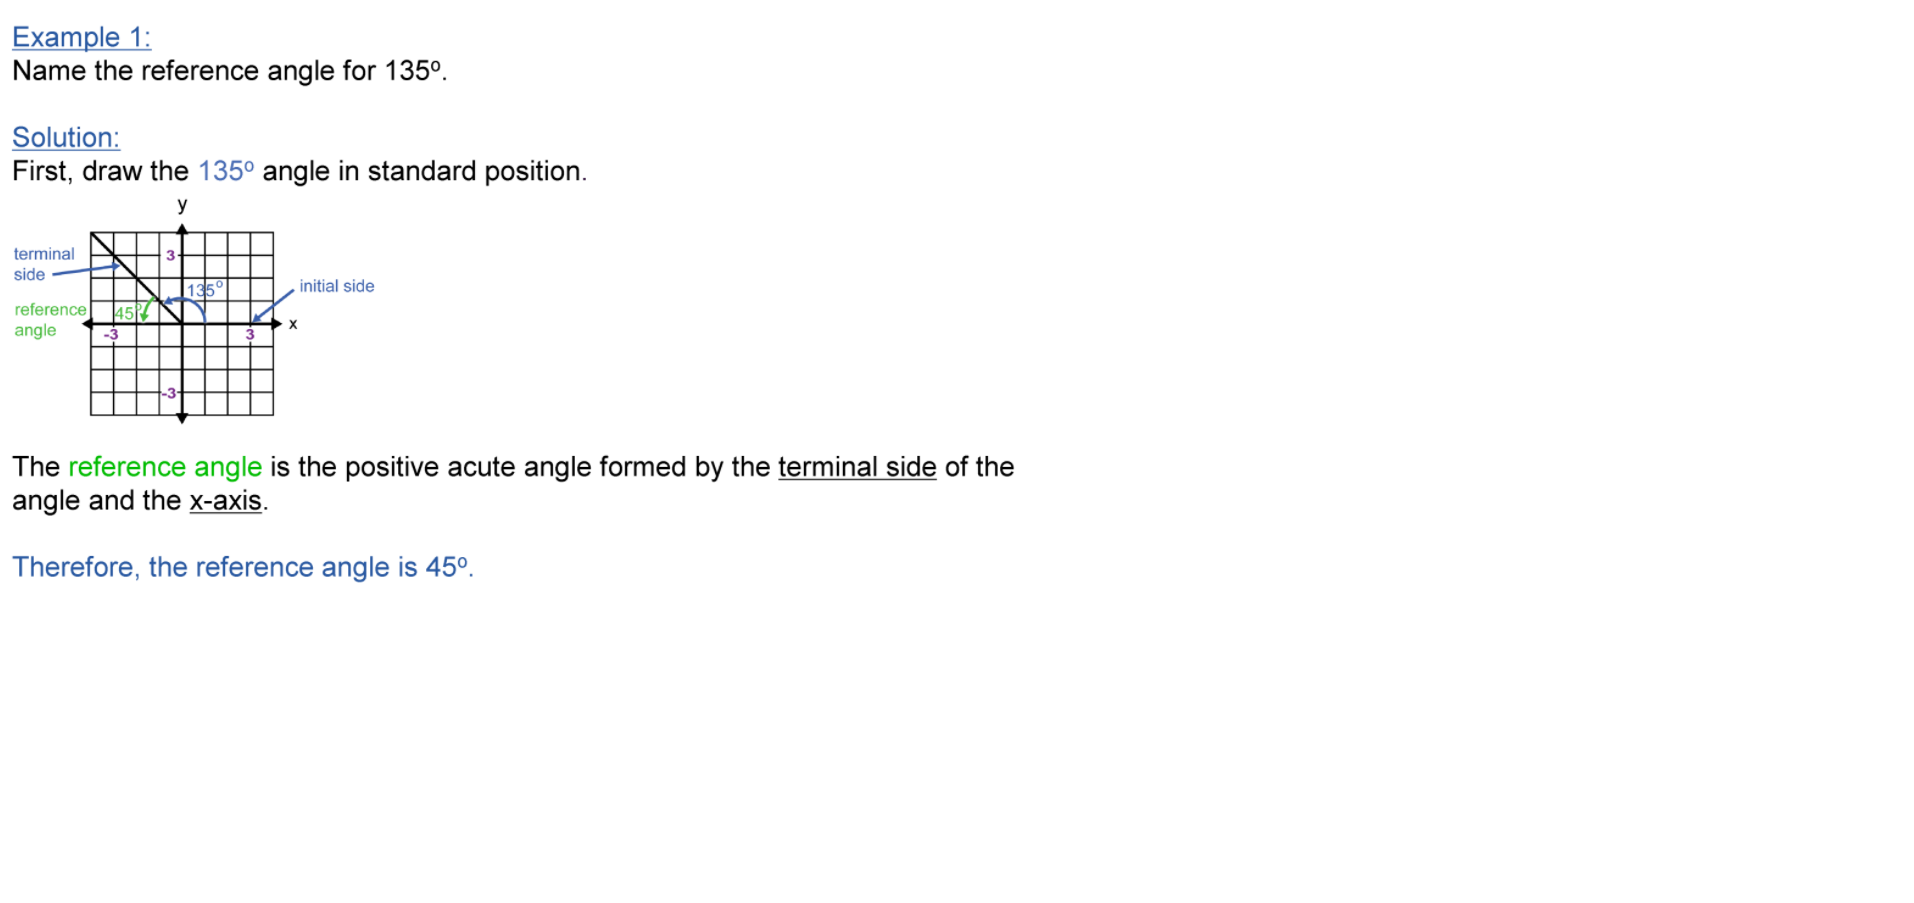 Example 1:
Name the reference angle for 135º.
Solution:
First, draw the 135º angle in standard position.
y
terminal
side
3
135º
initial side
reference
angle
45º
x
-3
3
-3
The reference angle is the positive acute angle formed by the terminal side of the
angle and the x-axis.
Therefore, the reference angle is 45º.